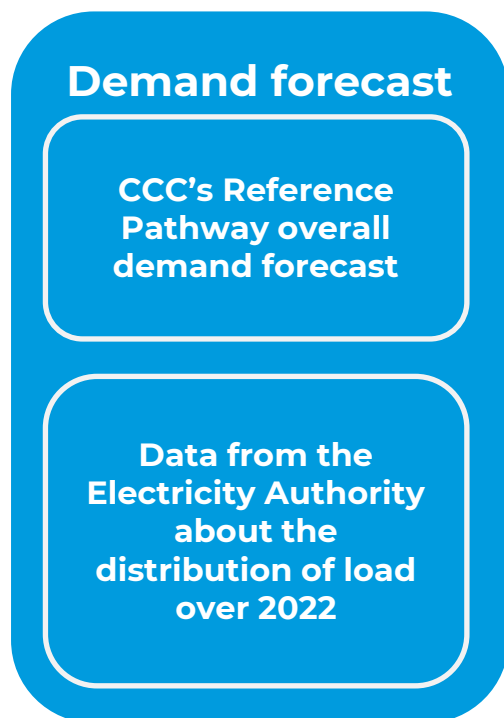 Demand forecast
CCC’s Reference
Pathway overall
demand forecast
Data from the
Electricity Authority
about the
distribution of load
over 2022